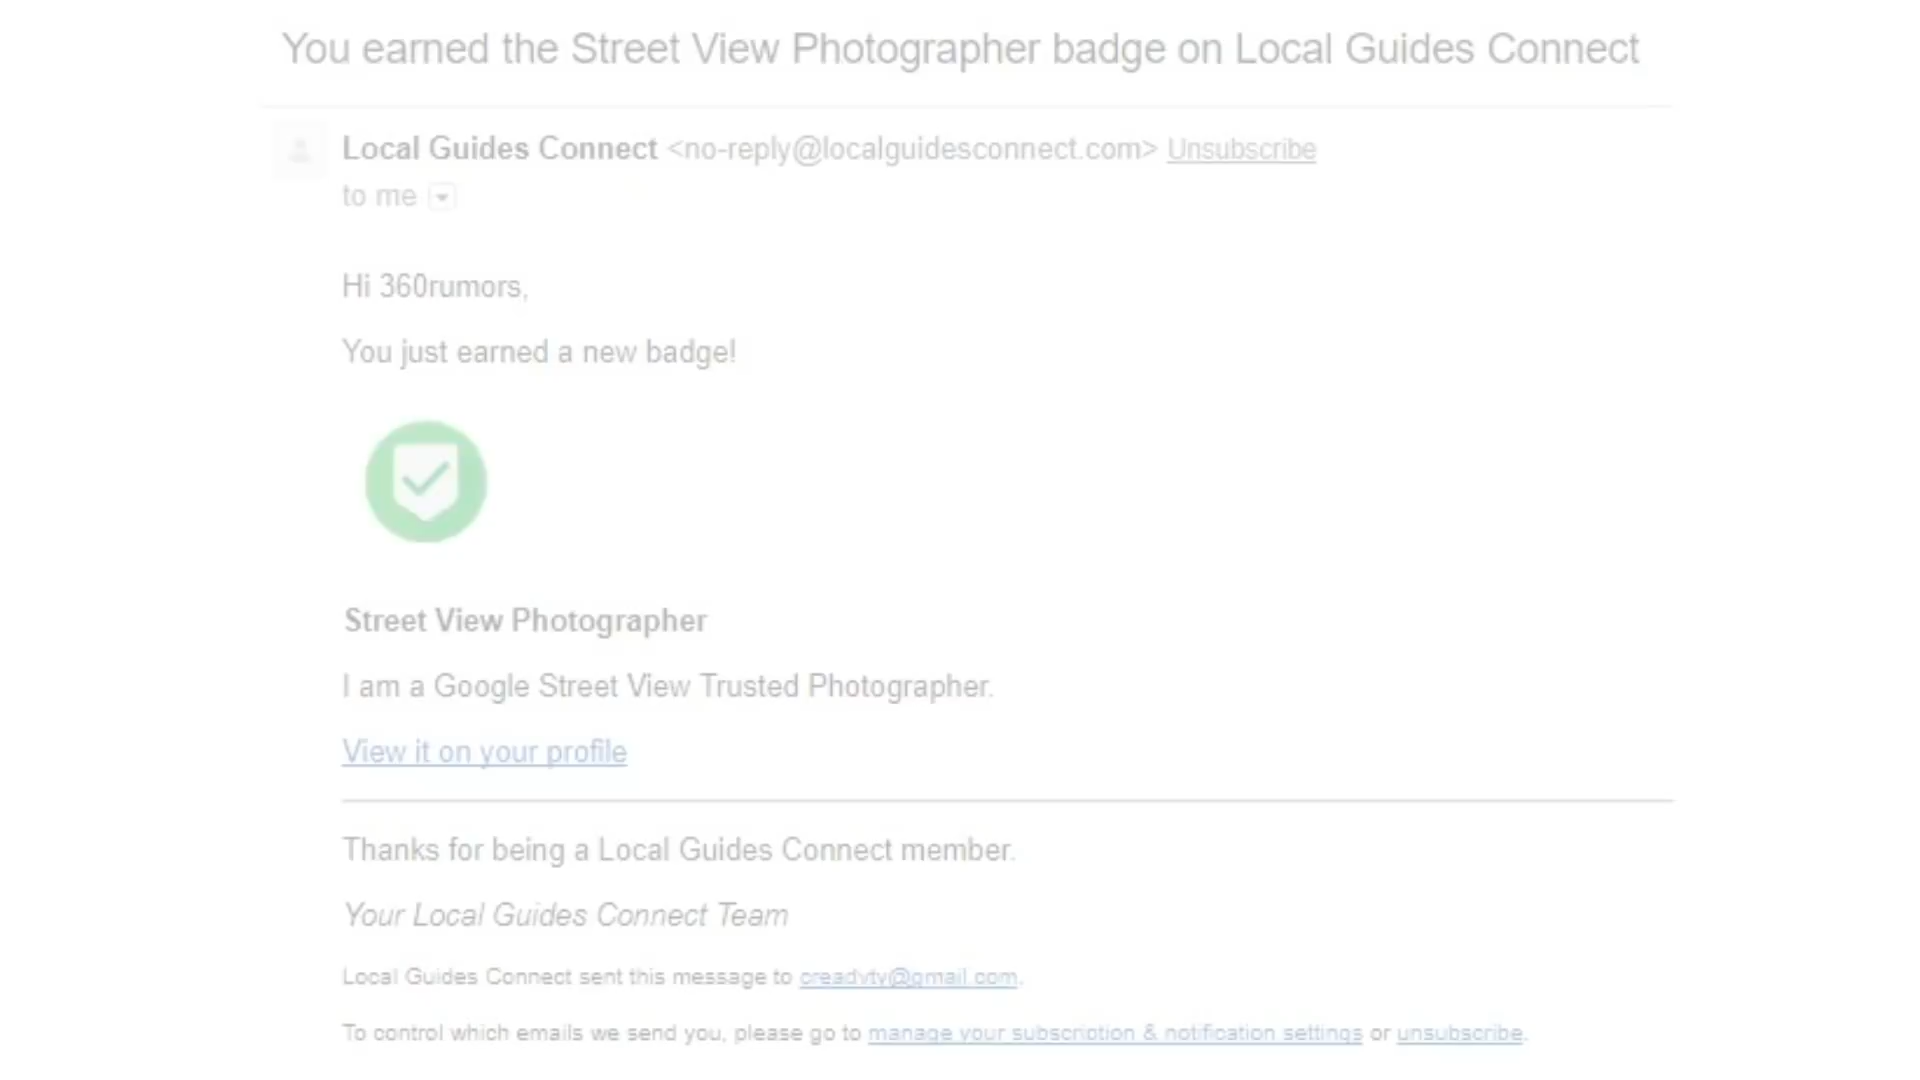 You earned the Street View Photographer badge on Local Guides Connect
Local Guides Connect <no-reply@localguidesconnect.com> Unsubscribe
to me
Hi 360rumors,
You just earned a new badge!
Street View Photographer
I am a Google Street View Trusted Photographer.
View it on your profile
Thanks for being a Local Guides Connect member.
Your Local Guides Connect Team
Local Guides Connect sent this message to creadvty@gmail.com.
To control which emails we send you, please go to manage your subscription & notification settings or unsubscribe.